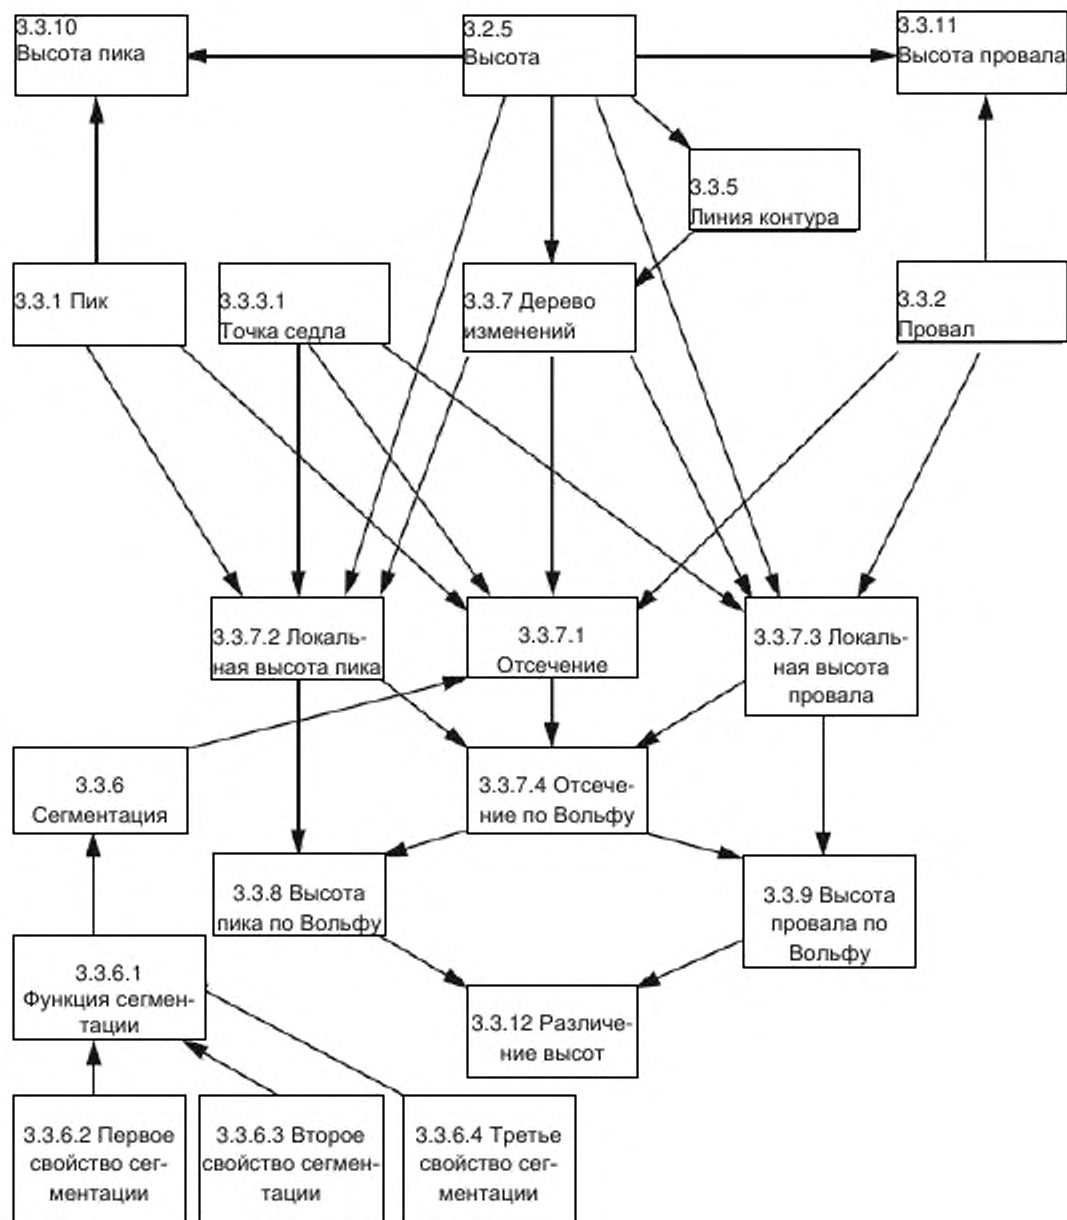 3.3.10
Высота пика
3.2.5
Высота
3.3.11
Высота провала
3.3.5
Линия контура
3.3.1 Пик
3.3.3.1
Точка седла
3.3.7 Дерево
изменений
3.3.2
Провал
3.3.7.2 Локаль-
ная высота пика
3.3.7.1
Отсечение
3.3.7.3 Локаль-
ная высота
провала
3.3.6
Сегментация
3.3.7.4 Отсече-
ние по Вольфу
3.3.8 Высота
пика по Вольфу
3.3.9 Высота
провала по
Вольфу
3.3.6.1
Функция сегмен-
тации
3.3.12 Различе-
ние высот
3.3.6.2 Первое
свойство сег-
ментации
3.3.6.3 Второе
свойство сегмен-
тации
3.3.6.4 Третье
свойство сег-
ментации